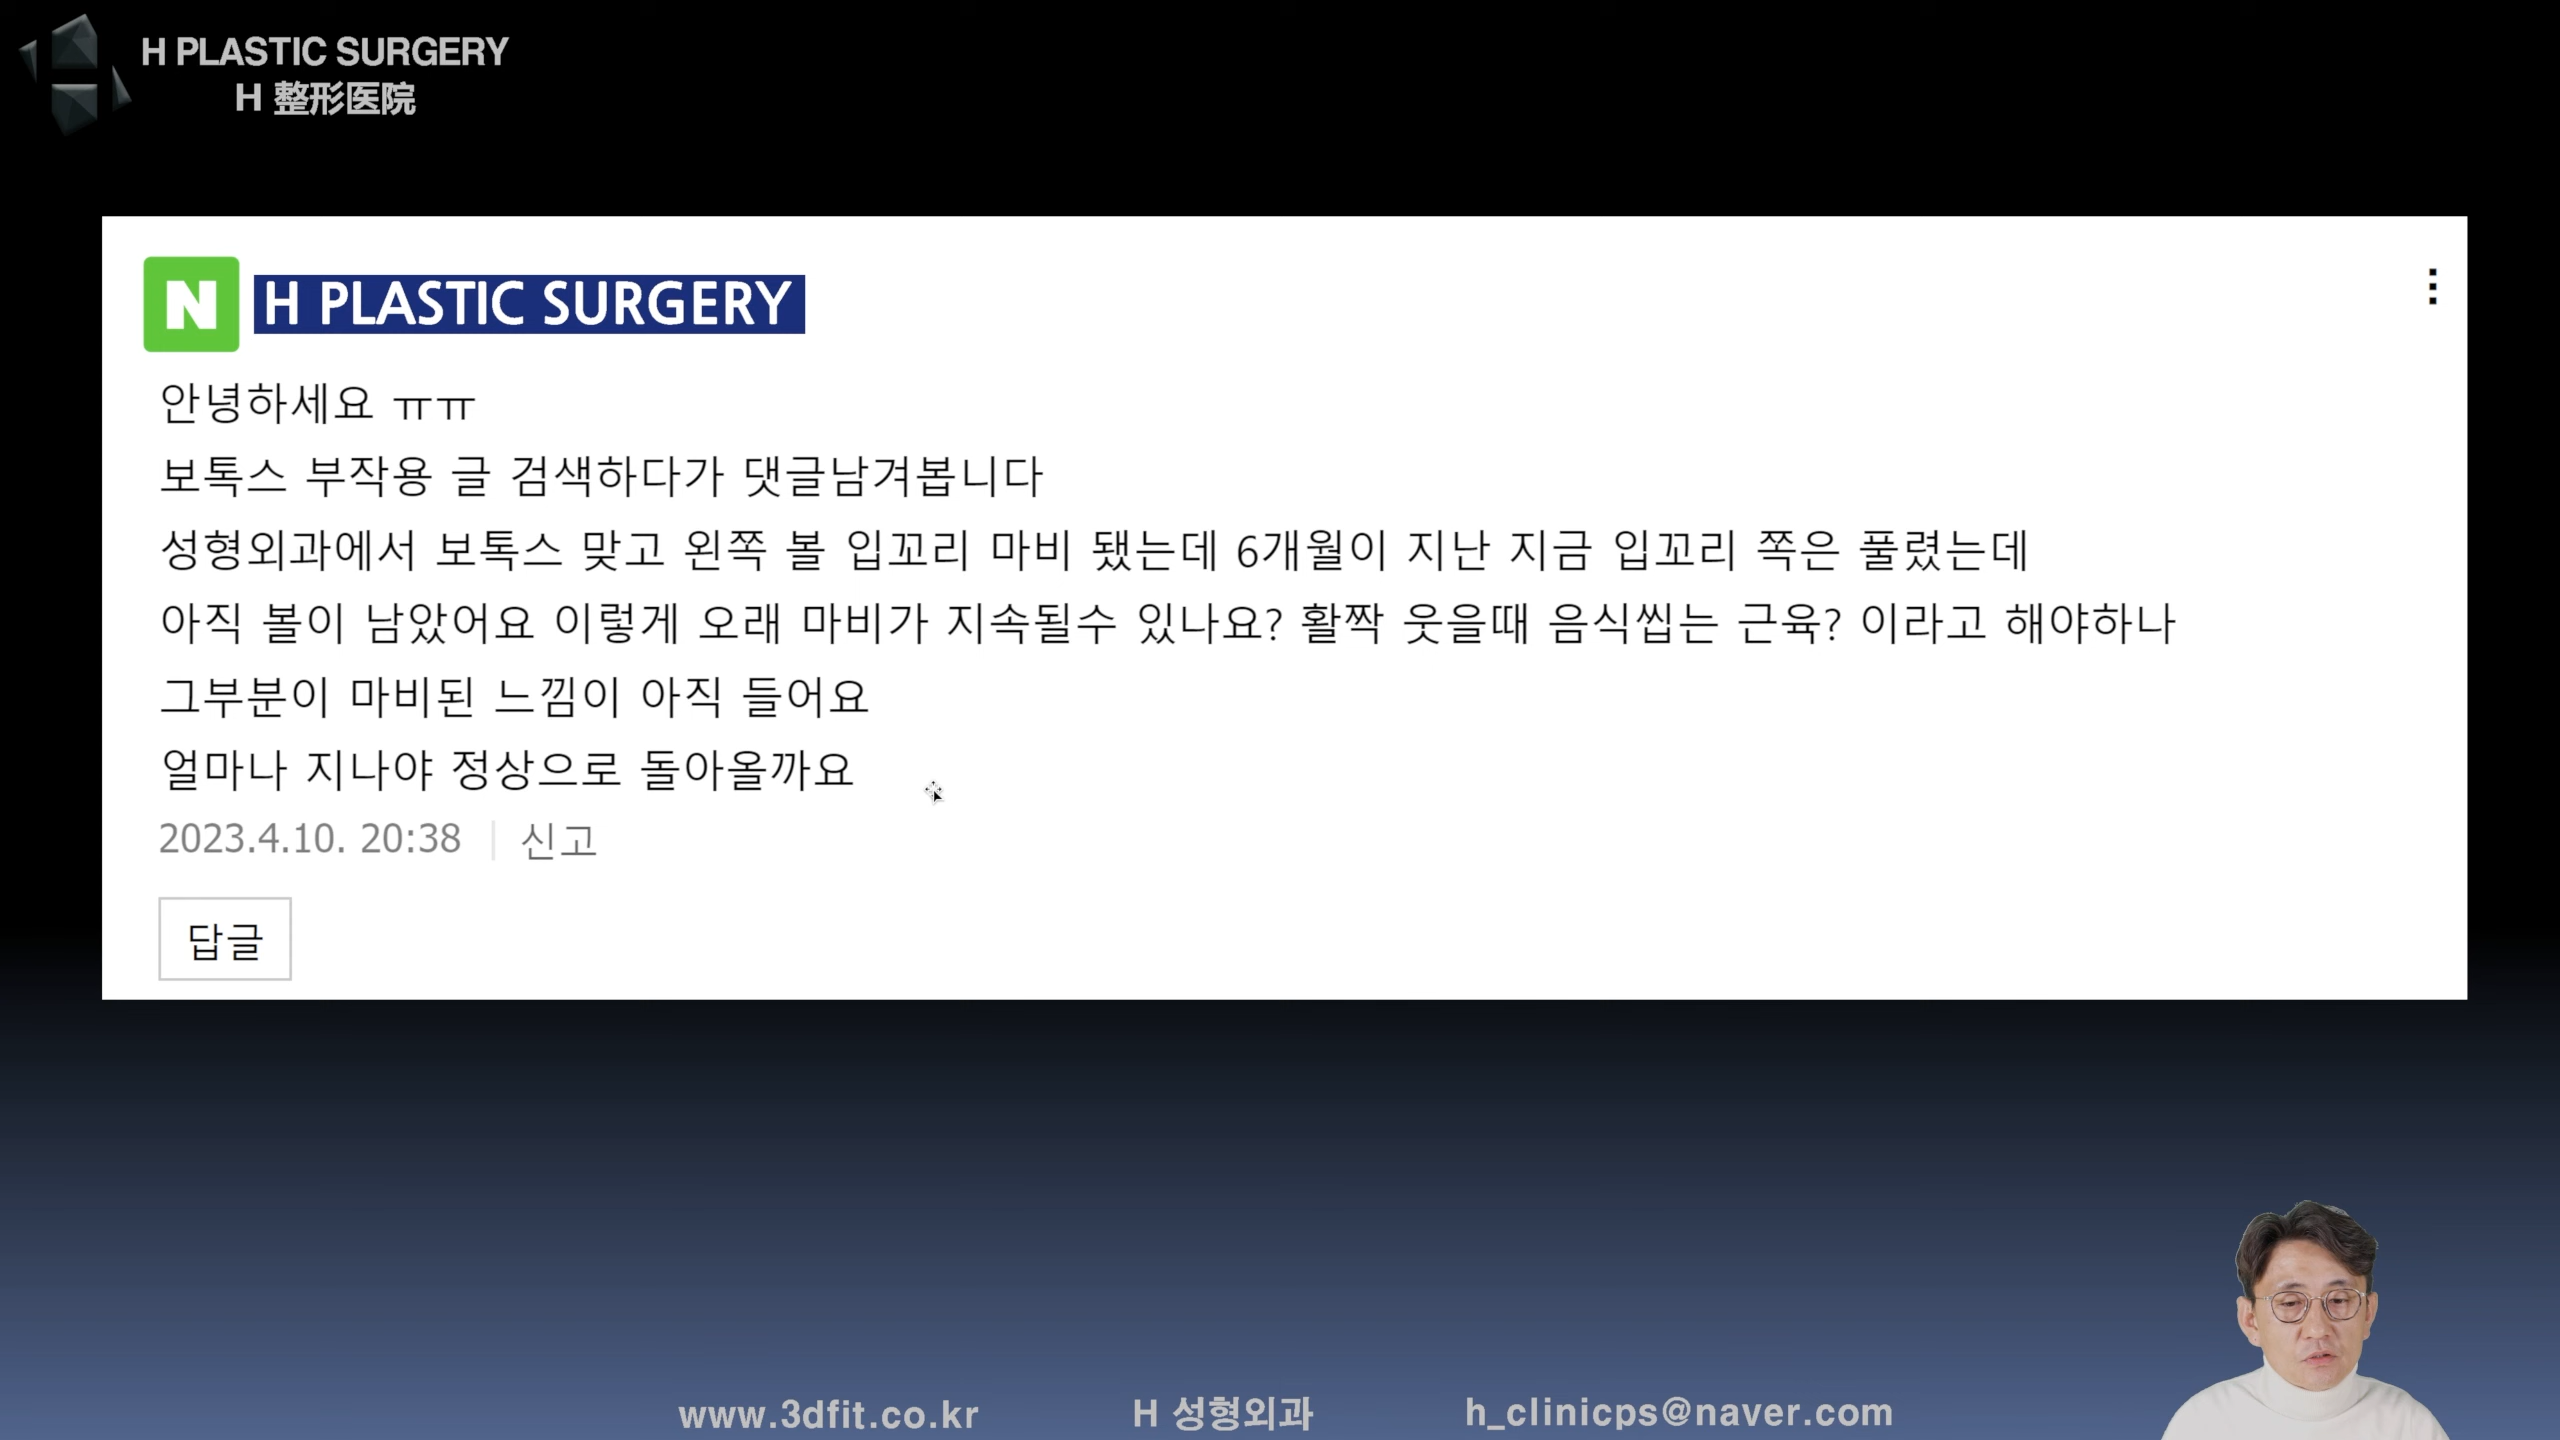 H PLASTIC SURGERY
H 整形医院
N H PLASTIC SURGERY
안녕하세요 ㅠㅠ
보톡스 부작용 글 검색하다가 댓글남겨봅니다
성형외과에서 보톡스 맞고 왼쪽 볼 입꼬리 마비 됐는데 6개월이 지난 지금 입꼬리 쪽은 풀렸는데
아직 볼이 남았어요 이렇게 오래 마비가 지속될수 있나요? 활짝 웃을때 음식씹는 근육? 이라고 해야하나
그부분이 마비된 느낌이 아직 들어요
얼마나 지나야 정상으로 돌아올까요
2023.4.10. 20:38 신고
답글
www.3dfit.co.kr H 성형외과 h_clinicps@naver.com